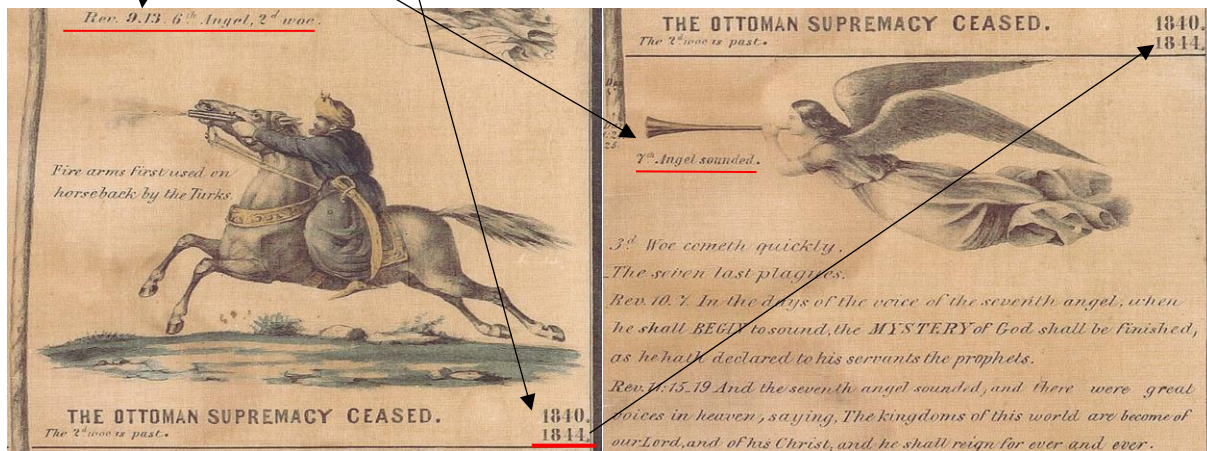 Rev. 9.13. 6th Angel, 2d woe.
Fire arms first used on
horseback by the Turks.
THE OTTOMAN SUPREMACY CEASED. 1840.
The 2d woe is past. 1844.
THE OTTOMAN SUPREMACY CEASED. 1840.
The 2d woe is past. 1844.
7th Angel sounded.
3d Woe cometh quickly.
The seven last plagues.
Rev. 10. 7. In the days of the voice of the seventh angel, when
he shall BEGIN to sound, the MYSTERY of God shall be finished,
as he hath declared to his servants the prophets.
Rev. 11:15_19 And the seventh angel sounded, and there were great
voices in heaven, saying, The kingdoms of this world are become of
our Lord, and of his Christ, and he shall reign for ever and ever.